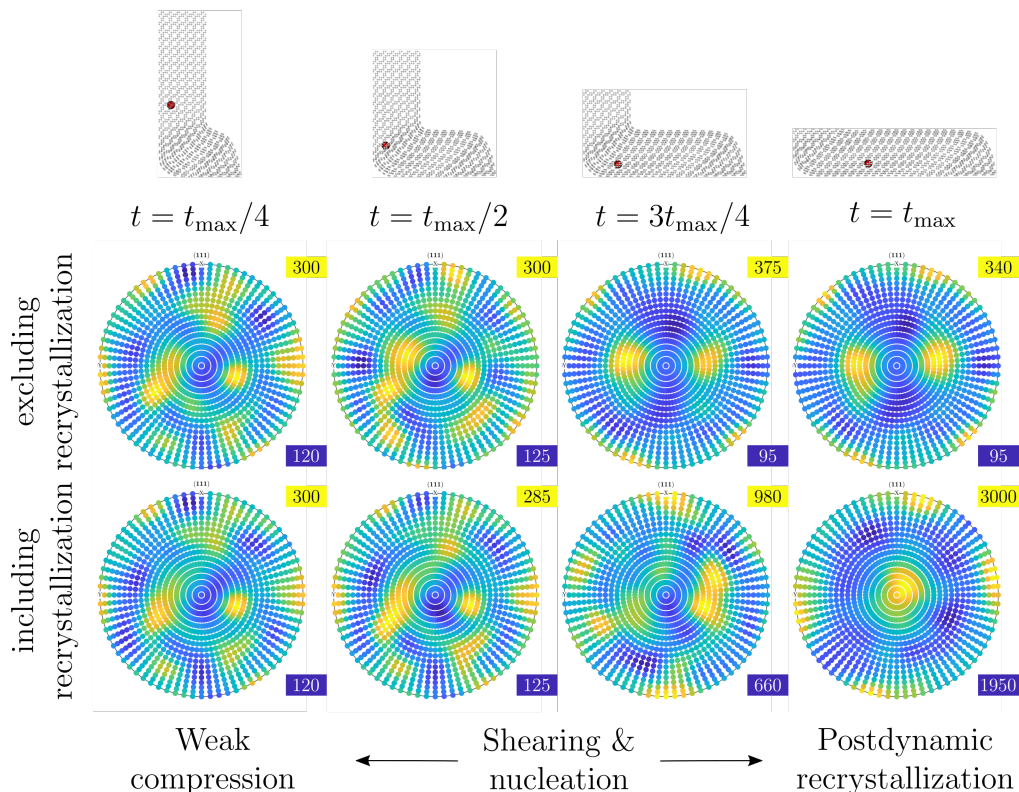 t = t_max/4
t = t_max/2
t = 3t_max/4
t = t_max
excluding
recrystallization
(111)
X
300
120
(111)
X
300
125
(111)
X
375
95
(111)
X
340
95
including
recrystallization
(111)
X
300
120
(111)
X
285
125
(111)
X
980
660
(111)
X
3000
1950
Weak
compression
Shearing &
nucleation
Postdynamic
recrystallization